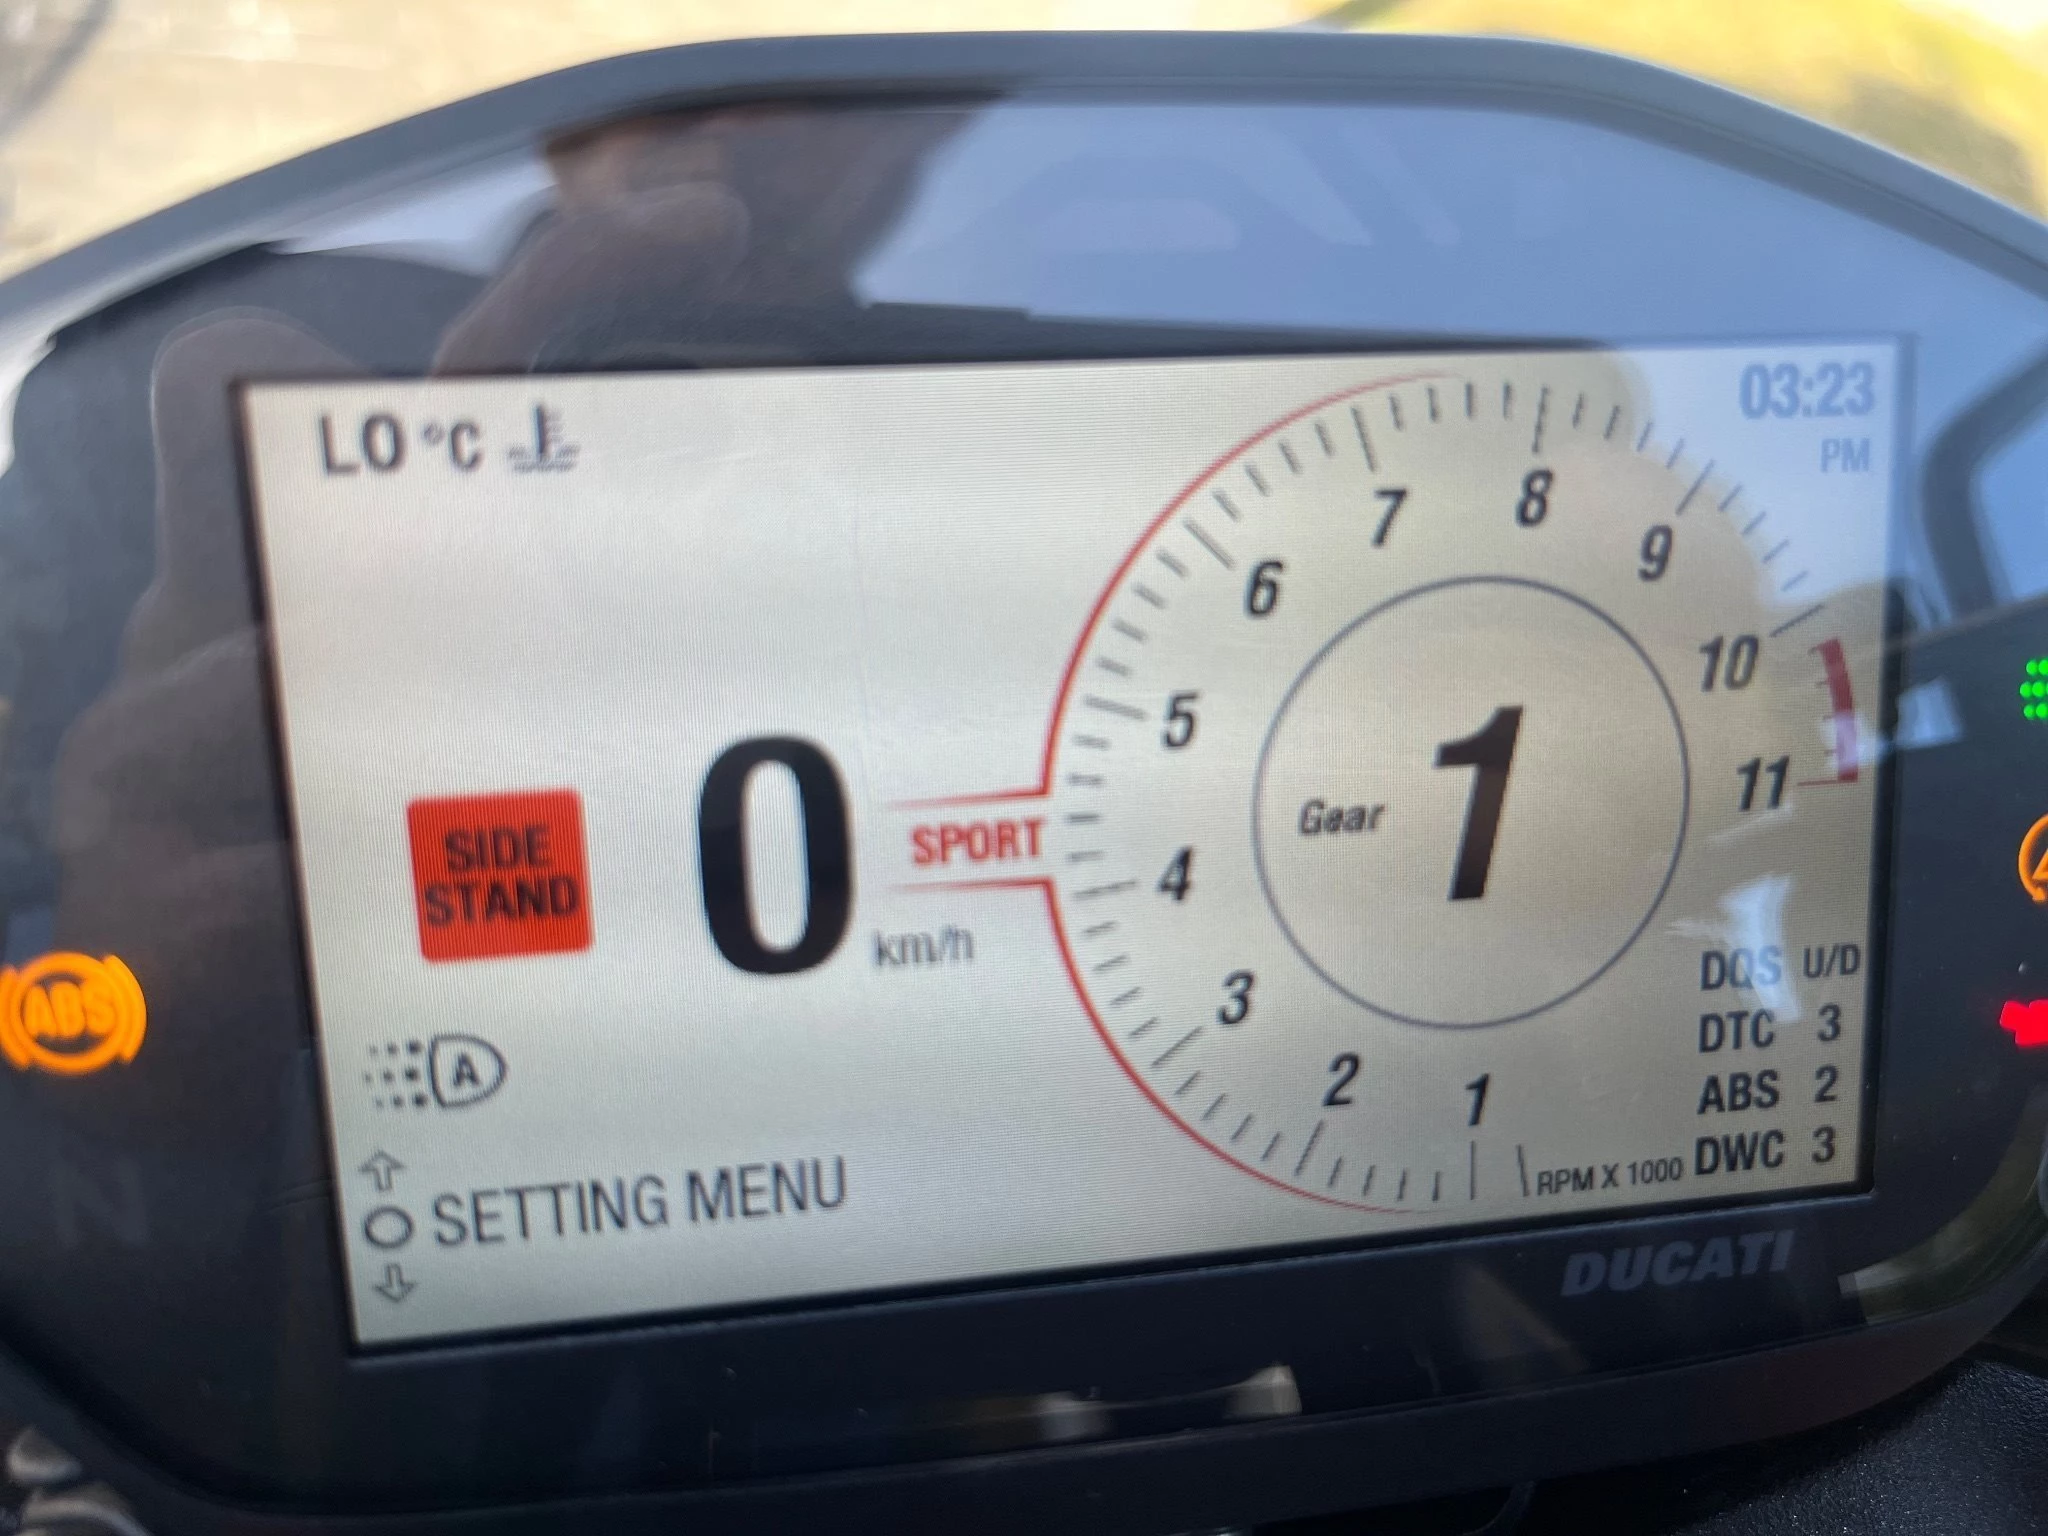 LO °C
03:23
PM
7
8
6
9
5
10
11
SIDE
STAND
0
km/h
SPORT
Gear
1
4
3
2
1
RPM X 1000
DQS U/D
DTC 3
ABS 2
DWC 3
ABS
A
SETTING MENU
N
DUCATI